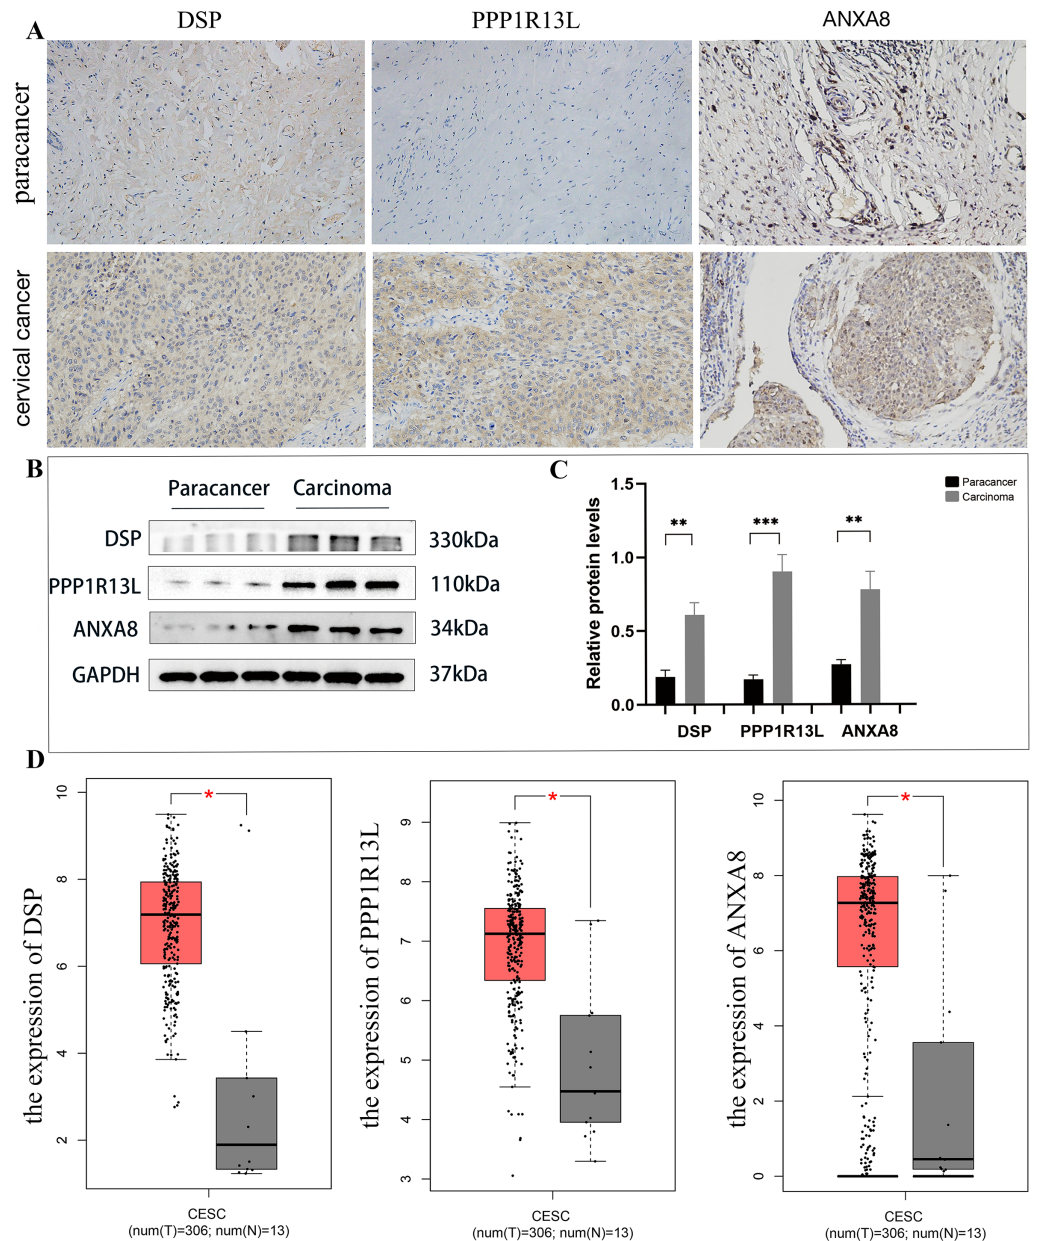 A
DSP
PPP1R13L
ANXA8
paracancer
cervical cancer
B
Paracancer Carcinoma
DSP 330kDa
PPP1R13L 110kDa
ANXA8 34kDa
GAPDH 37kDa
C
Relative protein levels
1.5
1.0
0.5
0.0
** *** **
Paracancer
Carcinoma
DSP PPP1R13L ANXA8
D
the expression of DSP
10
8
6
4
2
*
CESC
(num(T)=306; num(N)=13)
the expression of PPP1R13L
9
8
7
6
5
4
3
*
CESC
(num(T)=306; num(N)=13)
the expression of ANXA8
10
8
6
4
2
0
*
CESC
(num(T)=306; num(N)=13)